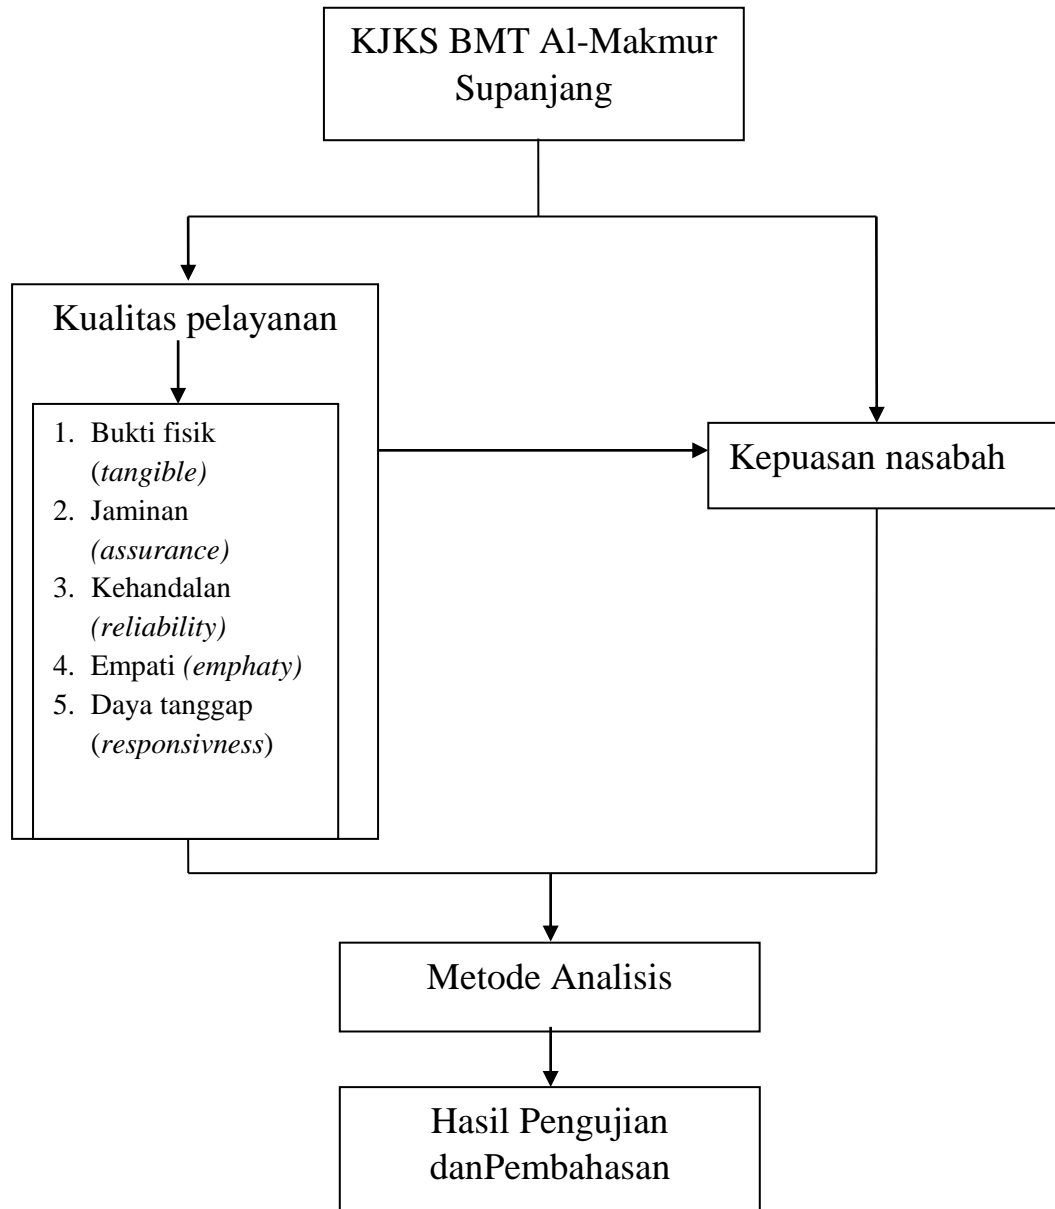 KJKS BMT Al-Makmur
Supanjang
Kualitas pelayanan
1. Bukti fisik
(tangible)
2. Jaminan
(assurance)
3. Kehandalan
(reliability)
4. Empati (emphaty)
5. Daya tanggap
(responsivness)
Kepuasan nasabah
Metode Analisis
Hasil Pengujian
danPembahasan